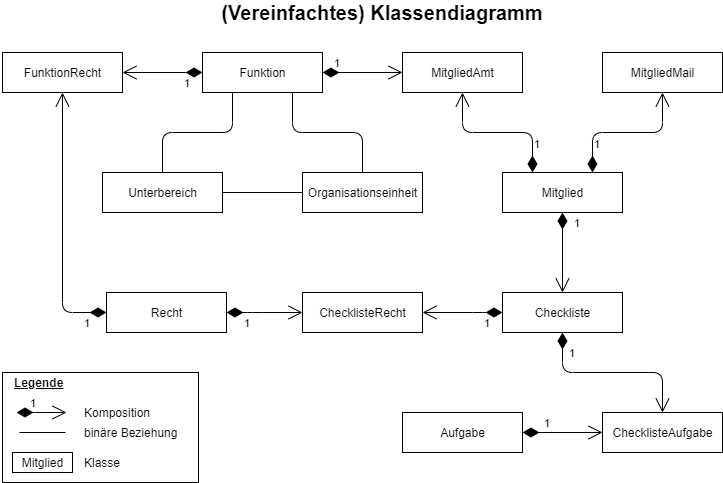 (Vereinfachtes) Klassendiagramm
FunktionRecht
1
Funktion
1
MitgliedAmt
MitgliedMail
1
1
Unterbereich
Organisationseinheit
Mitglied
1
Recht
1
1
ChecklisteRecht
1
Checkliste
1
Legende
1
Komposition
binäre Beziehung
Mitglied
Klasse
Aufgabe
1
ChecklisteAufgabe